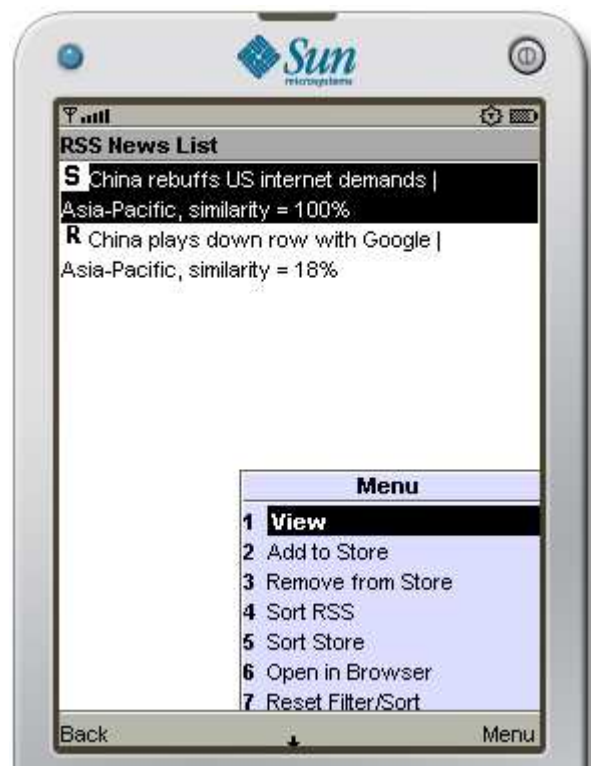 Sun
microsystems
RSS News List
S China rebuffs US internet demands |
Asia-Pacific, similarity = 100%
R China plays down row with Google |
Asia-Pacific, similarity = 18%
Menu
1 View
2 Add to Store
3 Remove from Store
4 Sort RSS
5 Sort Store
6 Open in Browser
7 Reset Filter/Sort
Back
Menu